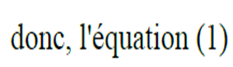 donc, l'équation (1)